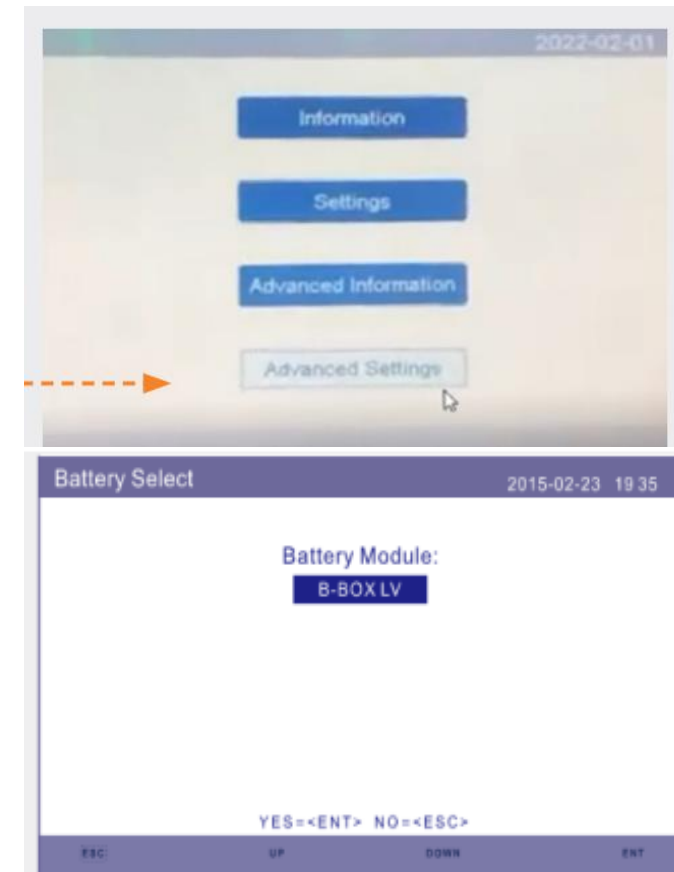 2022-02-01
Information
Settings
Advanced Information
Advanced Settings
Battery Select 2015-02-23 19 35
Battery Module:
B-BOX LV
YES=<ENT> NO=<ESC>
ESC UP DOWN ENT